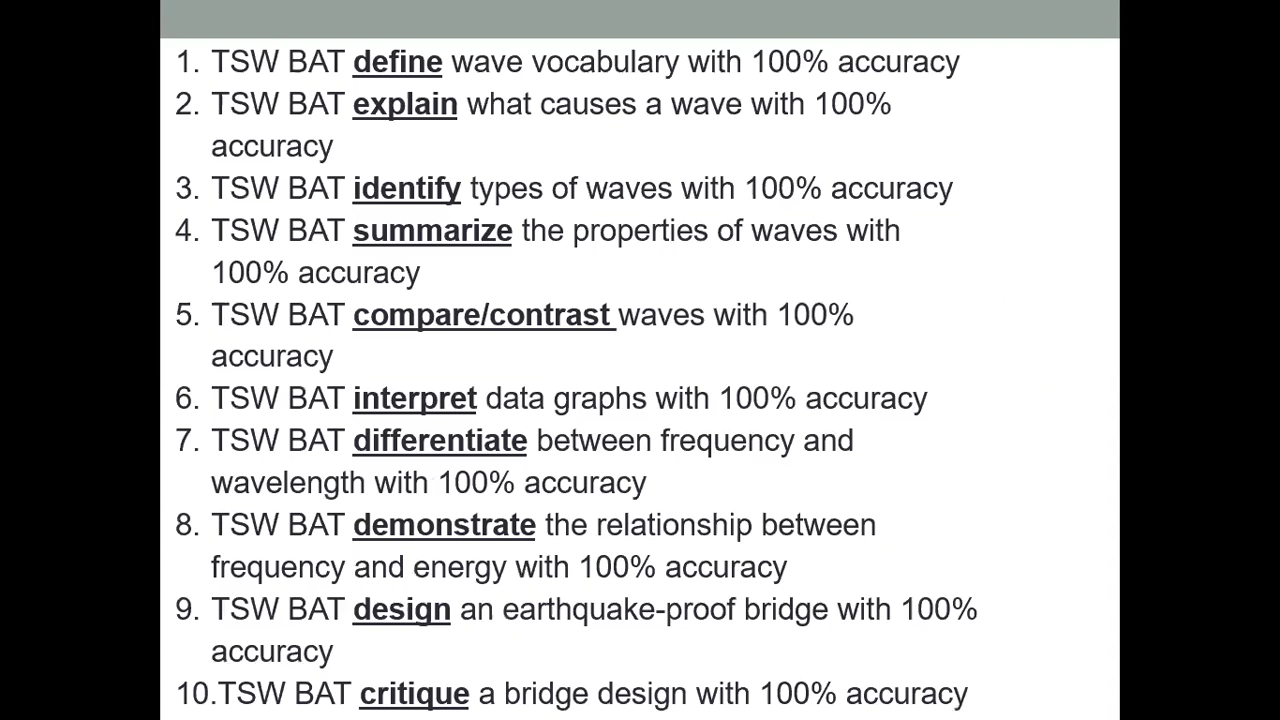 1. TSW BAT define wave vocabulary with 100% accuracy
2. TSW BAT explain what causes a wave with 100%
accuracy
3. TSW BAT identify types of waves with 100% accuracy
4. TSW BAT summarize the properties of waves with
100% accuracy
5. TSW BAT compare/contrast waves with 100%
accuracy
6. TSW BAT interpret data graphs with 100% accuracy
7. TSW BAT differentiate between frequency and
wavelength with 100% accuracy
8. TSW BAT demonstrate the relationship between
frequency and energy with 100% accuracy
9. TSW BAT design an earthquake-proof bridge with 100%
accuracy
10.TSW BAT critique a bridge design with 100% accuracy